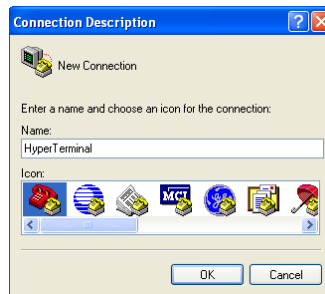 Connection Description
New Connection
Enter a name and choose an icon for the connection:
Name:
HyperTerminal
Icon:
MCI
OK
Cancel